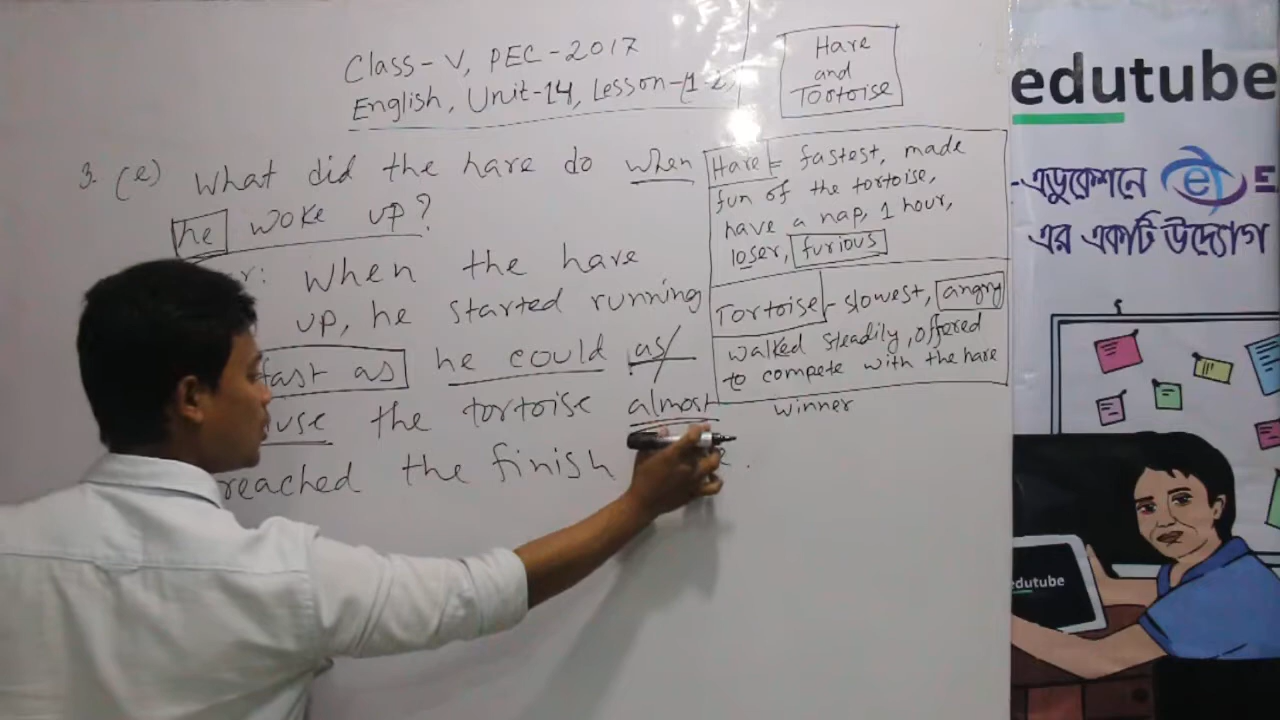 Class-V, PEC-2017
English, Unit-14, Lesson-(1-2)
Hare
and
Tortoise
3. (e) What did the hare do when
he woke up?
: When the hare
up, he started running
fast as he could as
the tortoise almost
reached the finish
Hare = fastest, made
fun of the tortoise,
have a nap, 1 hour,
loser, furious
Tortoise - slowest, angry
walked steadily, offered
to compete with the hare
winner
edutube
এডুকেশনে
এর একটি উদ্যোগ
edutube